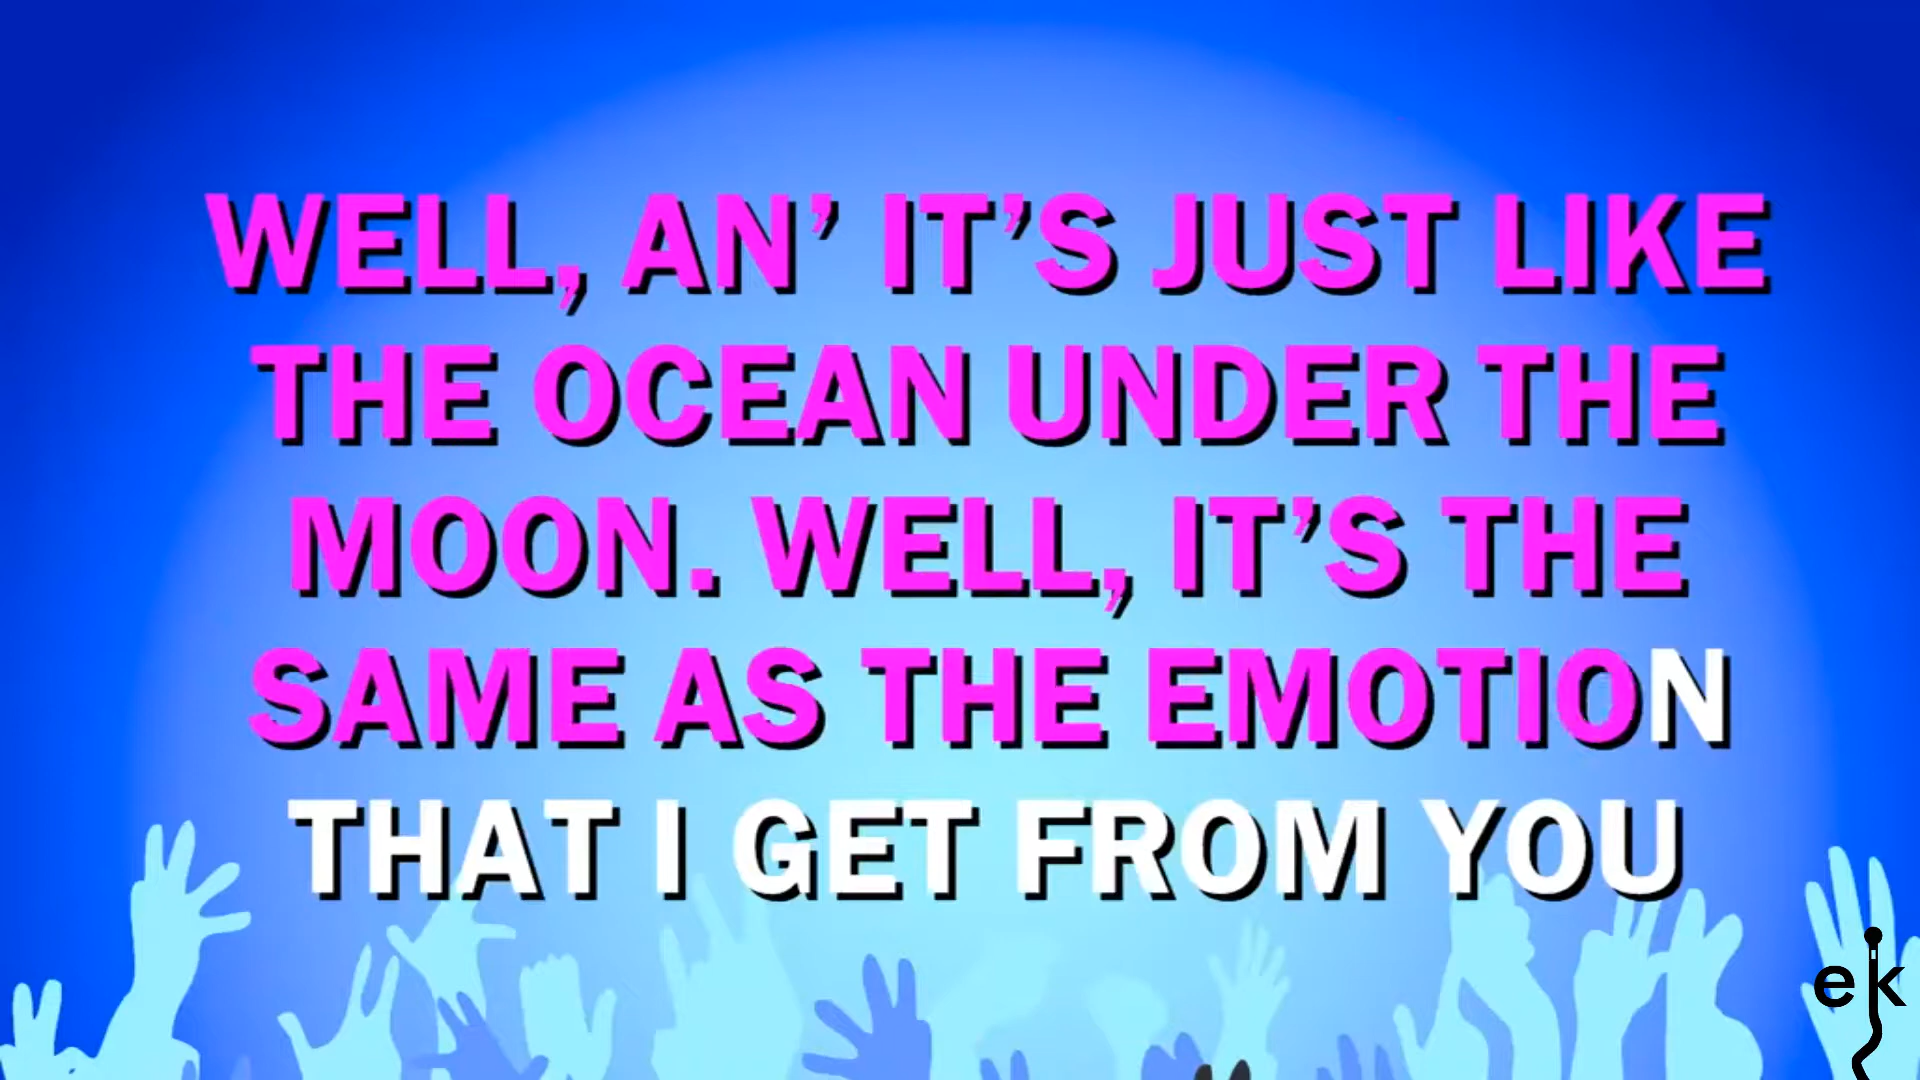 WELL, AN’ IT’S JUST LIKE
THE OCEAN UNDER THE
MOON. WELL, IT’S THE
SAME AS THE EMOTION
THAT I GET FROM YOU
ek